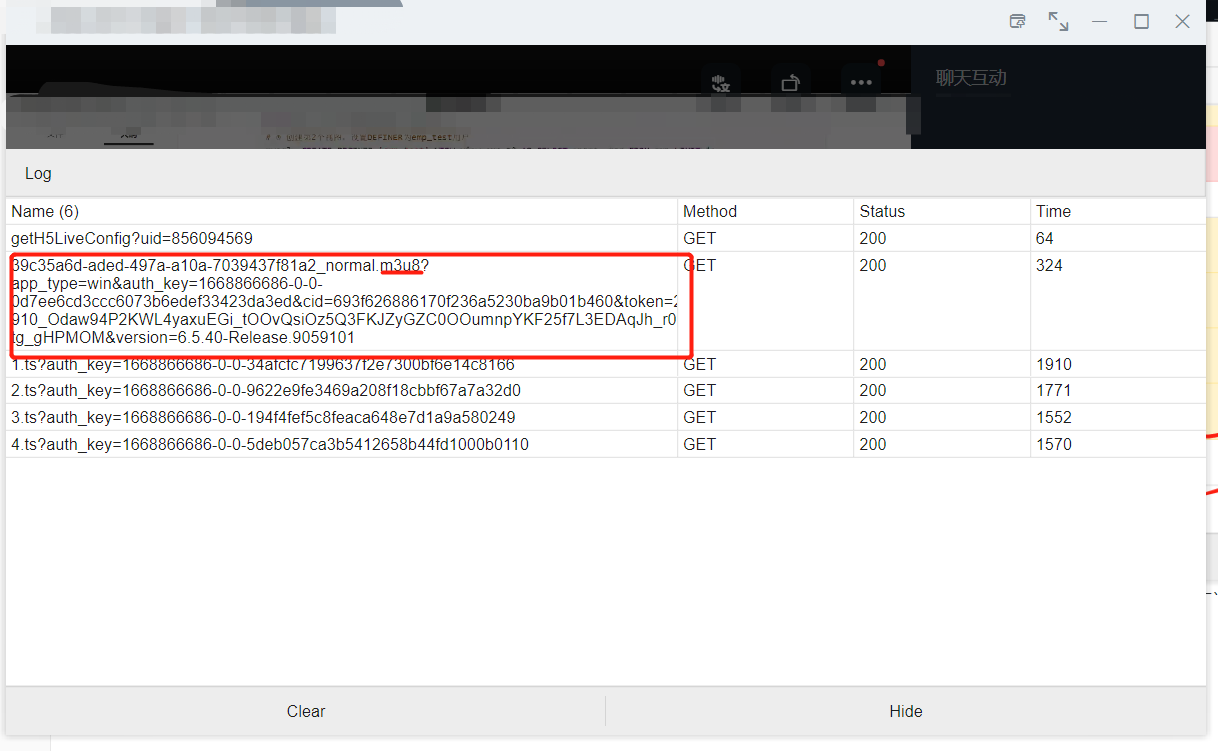 聊天互动
Log
Name (6)
Method
Status
Time
getH5LiveConfig?uid=856094569
GET
200
64
39c35a6d-aded-497a-a10a-7039437f81a2_normal.m3u8?
GET
200
324
app_type=win&auth_key=1668866686-0-0-
0d7ee6cd3ccc6073b6edef33423da3ed&cid=693f626886170f236a5230ba9b01b460&token=2
910_Odaw94P2KWL4yaxuEGi_tOOvQsiOz5Q3FKJZyGZC0OOumnpYKF25f7L3EDAqJh_r0
tg_gHPMOM&version=6.5.40-Release.9059101
1.ts?auth_key=1668866686-0-0-34afcfc7199637f2e7300bf6e14c8166
GET
200
1910
2.ts?auth_key=1668866686-0-0-9622e9fe3469a208f18cbbf67a7a32d0
GET
200
1771
3.ts?auth_key=1668866686-0-0-194f4fef5c8feaca648e7d1a9a580249
GET
200
1552
4.ts?auth_key=1668866686-0-0-5deb057ca3b5412658b44fd1000b0110
GET
200
1570
Clear
Hide